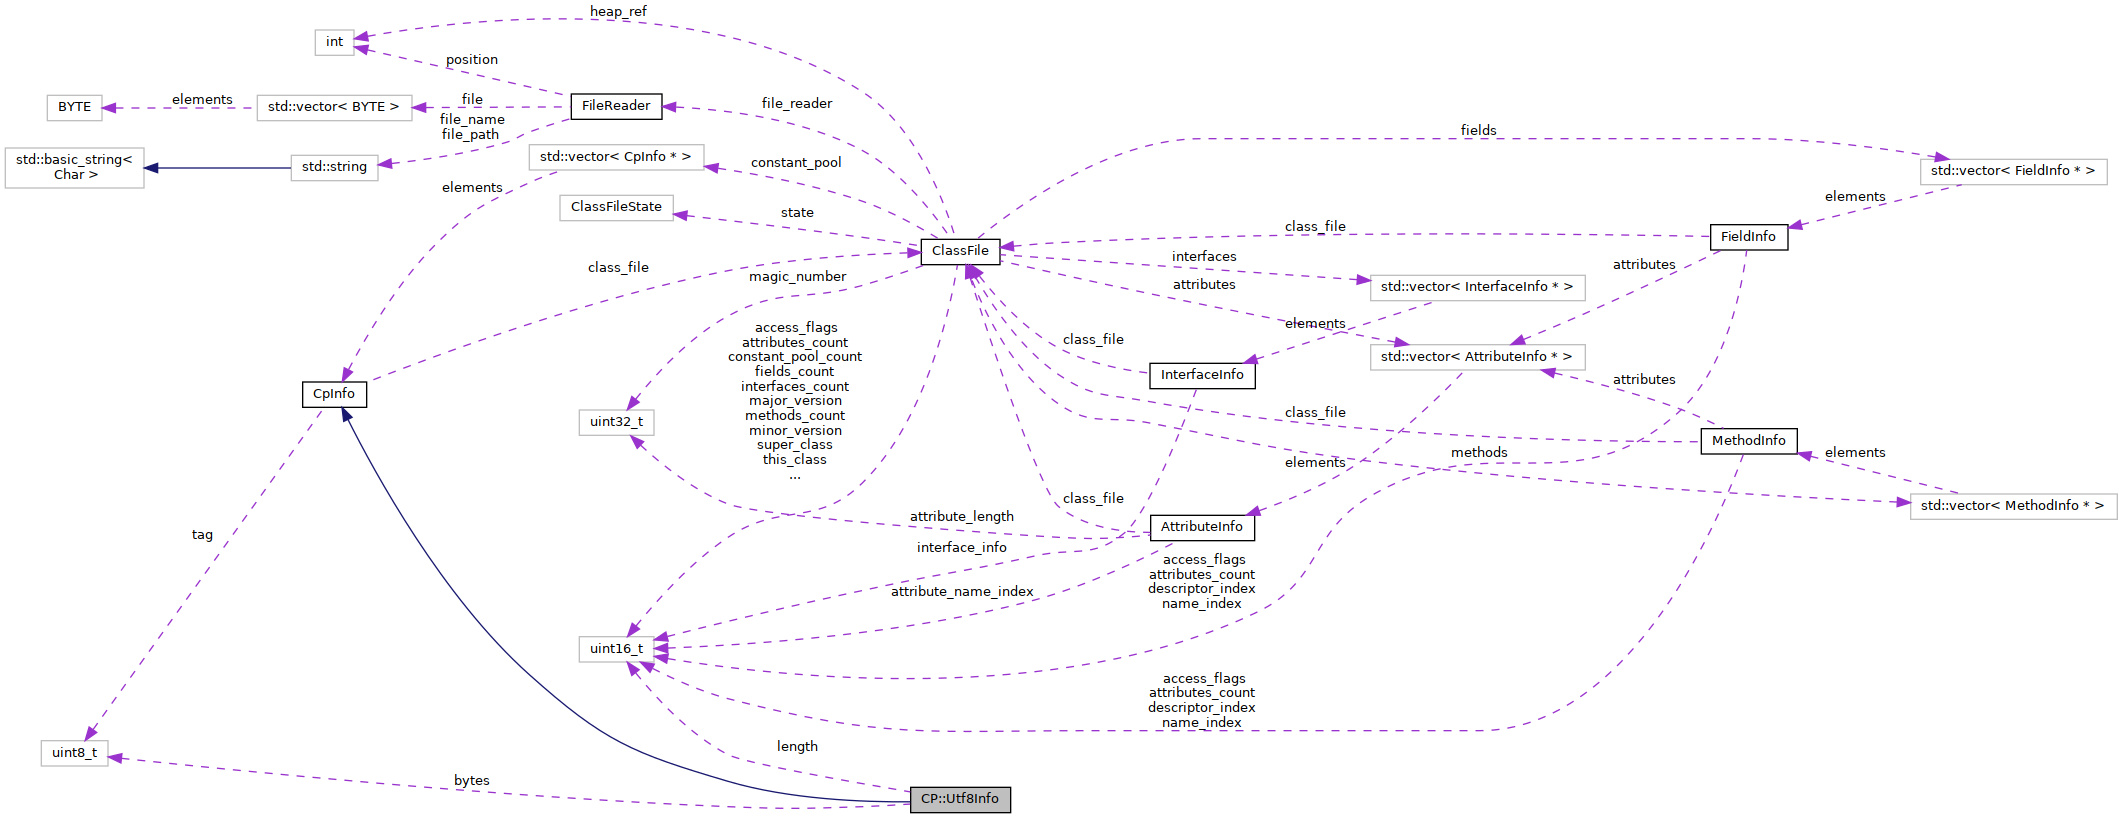 heap_ref
int
position
BYTE
elements
std::vector< BYTE >
file
FileReader
file_reader
file_name
file_path
std::basic_string<
Char >
std::string
std::vector< CpInfo * >
constant_pool
fields
std::vector< FieldInfo * >
elements
elements
ClassFileState
state
class_file
FieldInfo
ClassFile
interfaces
attributes
class_file
magic_number
attributes
std::vector< InterfaceInfo * >
elements
access_flags
attributes_count
constant_pool_count
fields_count
interfaces_count
major_version
methods_count
minor_version
super_class
this_class
...
class_file
std::vector< AttributeInfo * >
InterfaceInfo
attributes
CpInfo
class_file
uint32_t
MethodInfo
methods
elements
elements
class_file
std::vector< MethodInfo * >
attribute_length
AttributeInfo
tag
interface_info
access_flags
attributes_count
descriptor_index
name_index
attribute_name_index
uint16_t
access_flags
attributes_count
descriptor_index
name_index
uint8_t
length
bytes
CP::Utf8Info